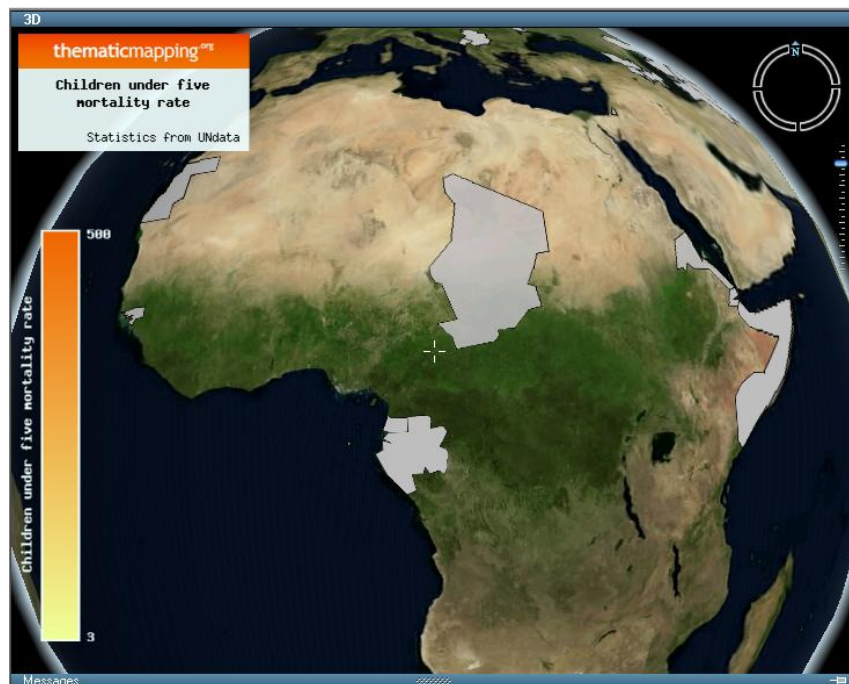 3D
thematicmapping.org
Children under five
mortality rate
Statistics from UNdata
N
500
Children under five mortality rate
3
Messages